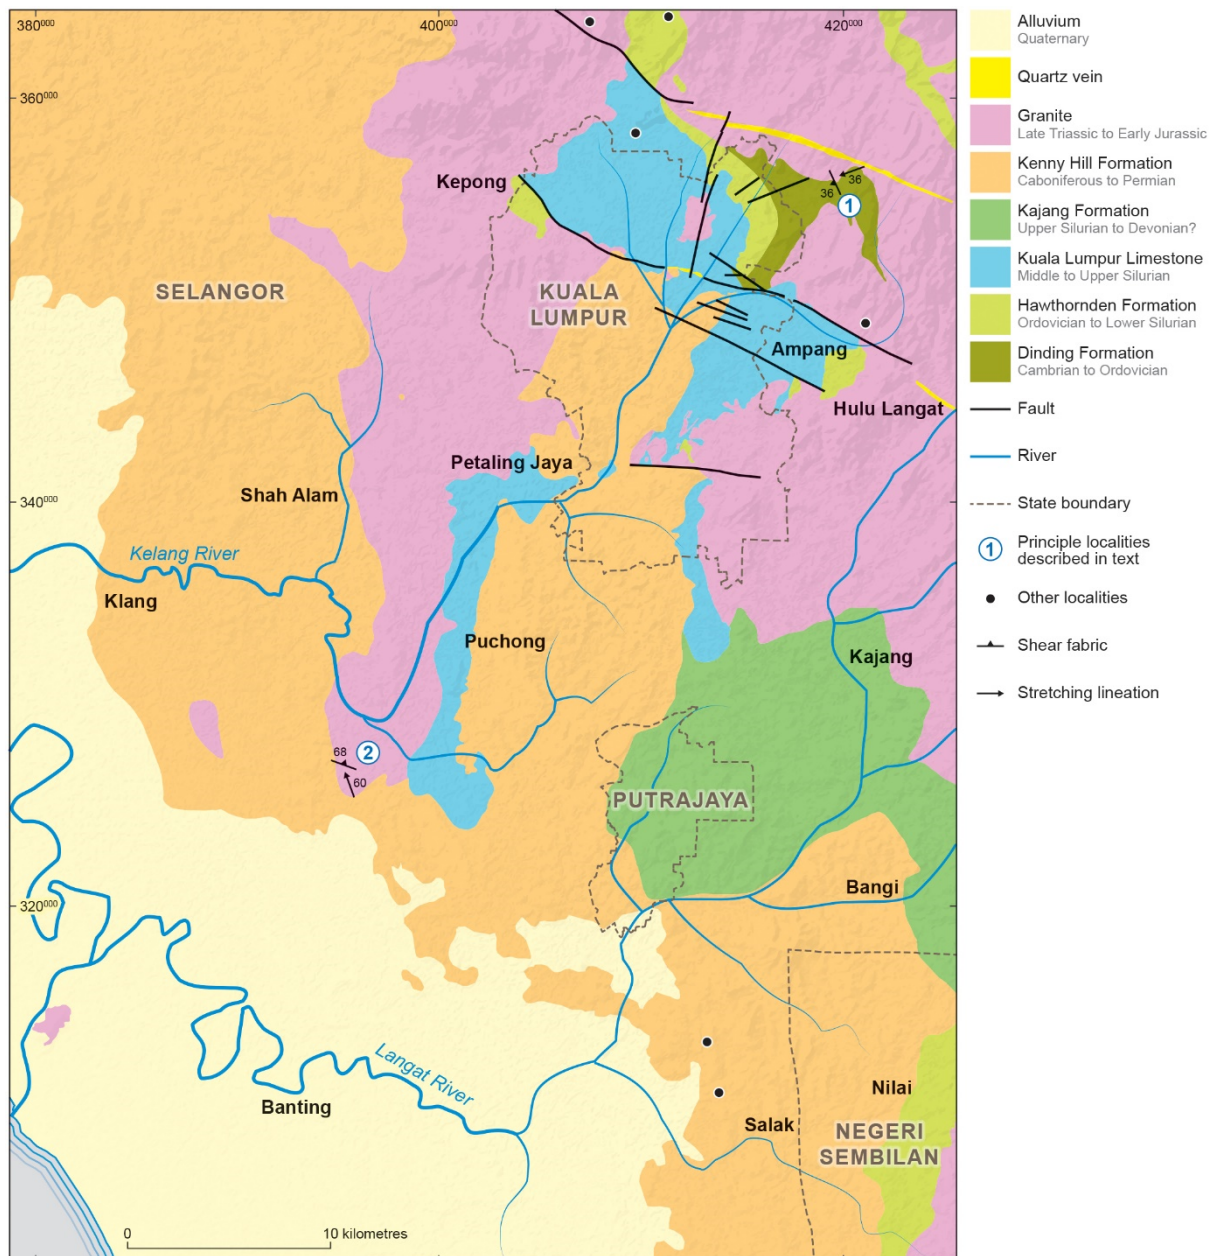 380000
400000
420000
360000
Kepong
36
36
1
SELANGOR
KUALA
LUMPUR
Ampang
Hulu Langat
Petaling Jaya
Shah Alam
340000
Kelang River
Klang
Puchong
Kajang
68
2
60
PUTRAJAYA
Bangi
320000
Langat River
Banting
Nilai
Salak
NEGERI
SEMBILAN
0 10 kilometres
Alluvium
Quaternary
Quartz vein
Granite
Late Triassic to Early Jurassic
Kenny Hill Formation
Caboniferous to Permian
Kajang Formation
Upper Silurian to Devonian?
Kuala Lumpur Limestone
Middle to Upper Silurian
Hawthornden Formation
Ordovician to Lower Silurian
Dinding Formation
Cambrian to Ordovician
Fault
River
State boundary
1
Principle localities
described in text
Other localities
Shear fabric
Stretching lineation